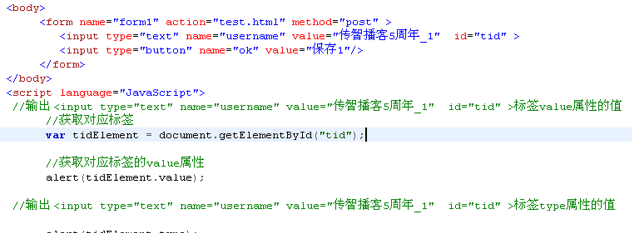 <body>
<form name="form1" action="test.html" method="post" >
<input type="text" name="username" value="传智播客5周年_1"  id="tid" >
<input type="button" name="ok" value="保存1"/>
</form>
</body>
<script language="JavaScript">
//输出<input type="text" name="username" value="传智播客5周年_1"  id="tid" >标签value属性的值
//获取对应标签
var tidElement = document.getElementById("tid");
//获取对应标签的value属性
alert(tidElement.value);
//输出<input type="text" name="username" value="传智播客5周年_1"  id="tid" >标签type属性的值
alert(tidElement.type);